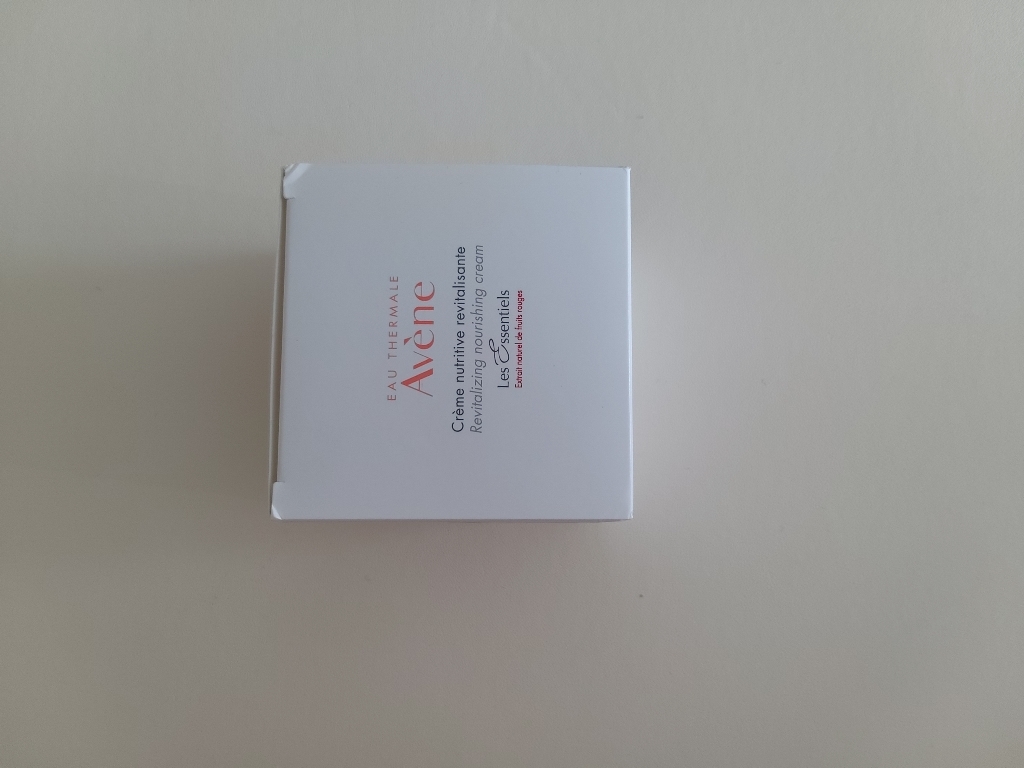 EAU THERMALE
Avène
Crème nutritive revitalisante
Revitalizing nourishing cream
Les Essentiels
Extrait naturel de fruits rouges